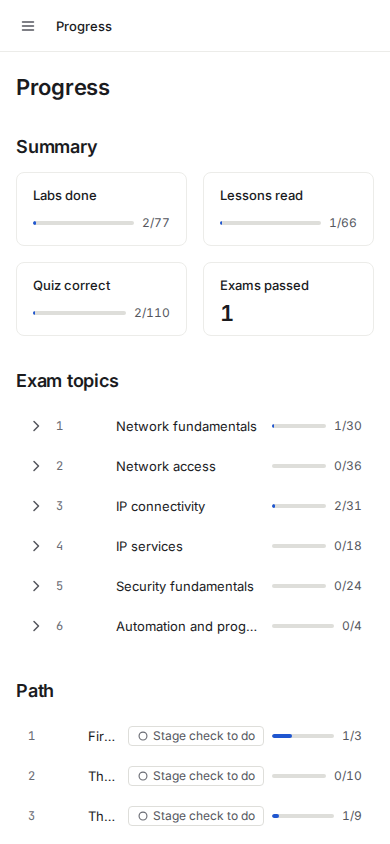 Progress
Progress
Summary
Labs done
2/77
Lessons read
1/66
Quiz correct
2/110
Exams passed
1
Exam topics
1 Network fundamentals 1/30
2 Network access 0/36
3 IP connectivity 2/31
4 IP services 0/18
5 Security fundamentals 0/24
6 Automation and prog... 0/4
Path
1 Fir... Stage check to do 1/3
2 Th... Stage check to do 0/10
3 Th... Stage check to do 1/9